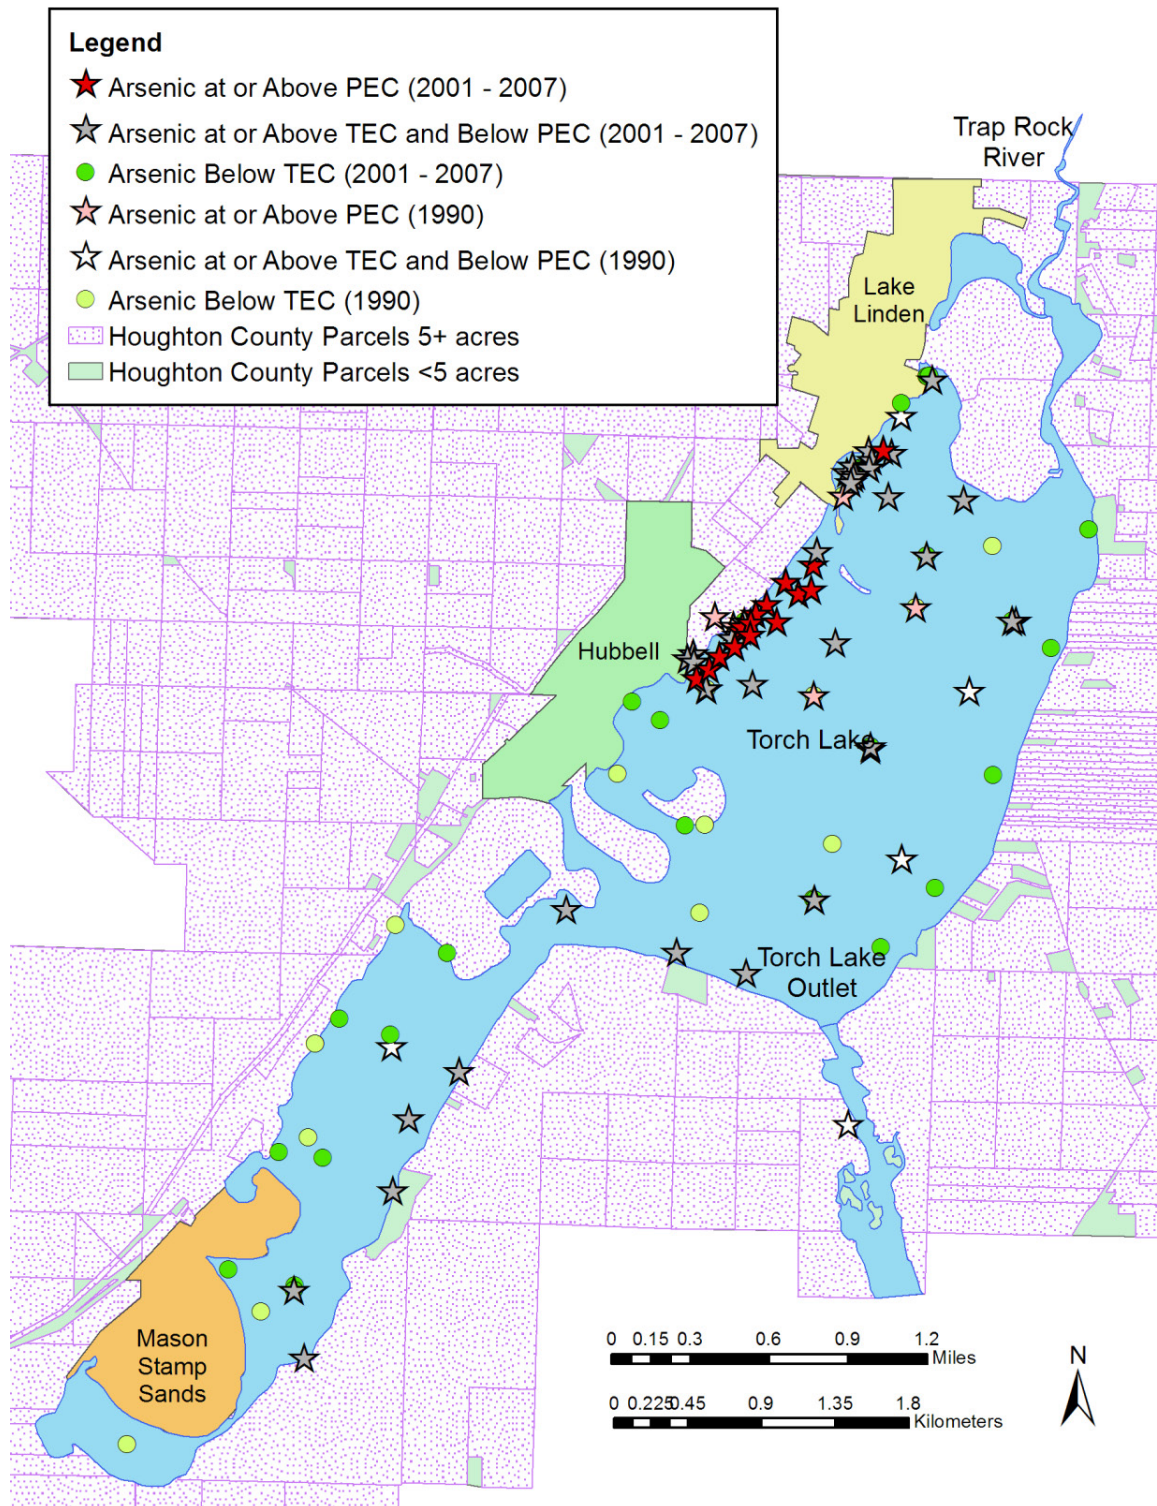 Legend
Arsenic at or Above PEC (2001 - 2007)
Arsenic at or Above TEC and Below PEC (2001 - 2007)
Arsenic Below TEC (2001 - 2007)
Arsenic at or Above PEC (1990)
Arsenic at or Above TEC and Below PEC (1990)
Arsenic Below TEC (1990)
Houghton County Parcels 5+ acres
Houghton County Parcels <5 acres
Trap Rock
River
Lake
Linden
Hubbell
Torch Lake
Torch Lake
Outlet
Mason
Stamp
Sands
0 0.15 0.3 0.6 0.9 1.2
Miles
0 0.225 0.45 0.9 1.35 1.8
Kilometers
N